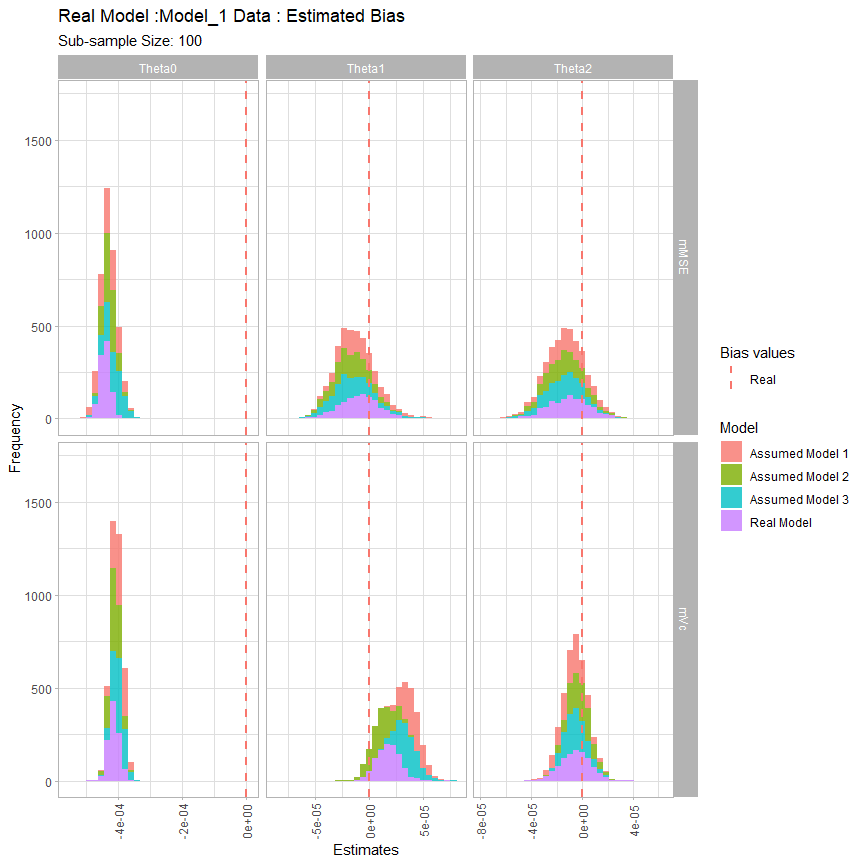 Real Model :Model_1 Data : Estimated Bias
Sub-sample Size: 100
Theta0 Theta1 Theta2
1500
1000
500
0
mMSE
1500
1000
500
0
mVc
Frequency
-4e-04 -2e-04 0e+00 -5e-05 0e+00 5e-05 -8e-05 -4e-05 0e+00 4e-05
Estimates
Bias values
Real
Model
Assumed Model 1
Assumed Model 2
Assumed Model 3
Real Model